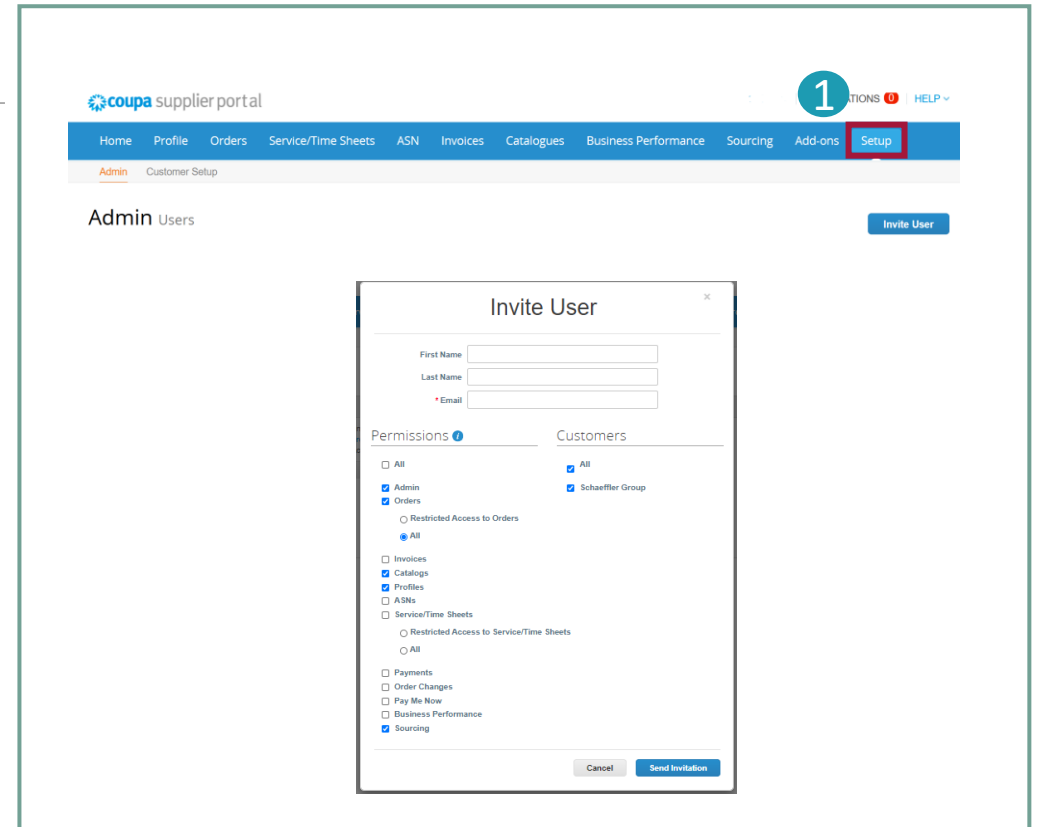 1
coupa supplier portal
0 HELP
Home Profile Orders Service/Time Sheets ASN Invoices Catalogues Business Performance Sourcing Add-ons Setup
Admin Customer Setup
Admin Users
Invite User
Invite User ×
First Name
Last Name
* Email
Permissions i Customers
All All
Admin Schaeffler Group
Orders
Restricted Access to Orders
All
Invoices
Catalogs
Profiles
ASNs
Service/Time Sheets
Restricted Access to Service/Time Sheets
All
Payments
Order Changes
Pay Me Now
Business Performance
Sourcing
Cancel Send Invitation